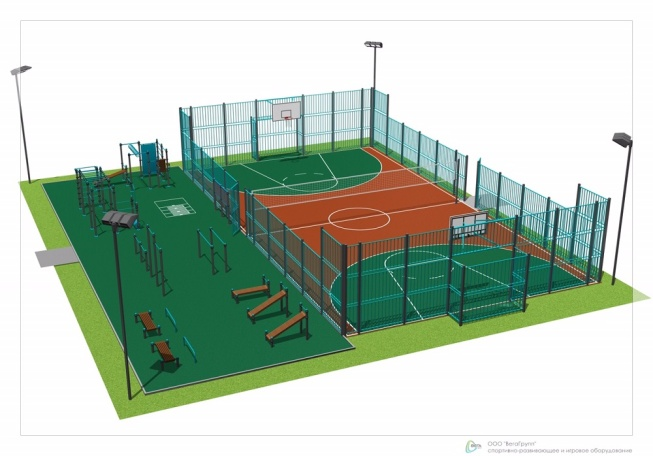 ООО "ВегаГрупп"
спортивно-развивающее и игровое оборудование